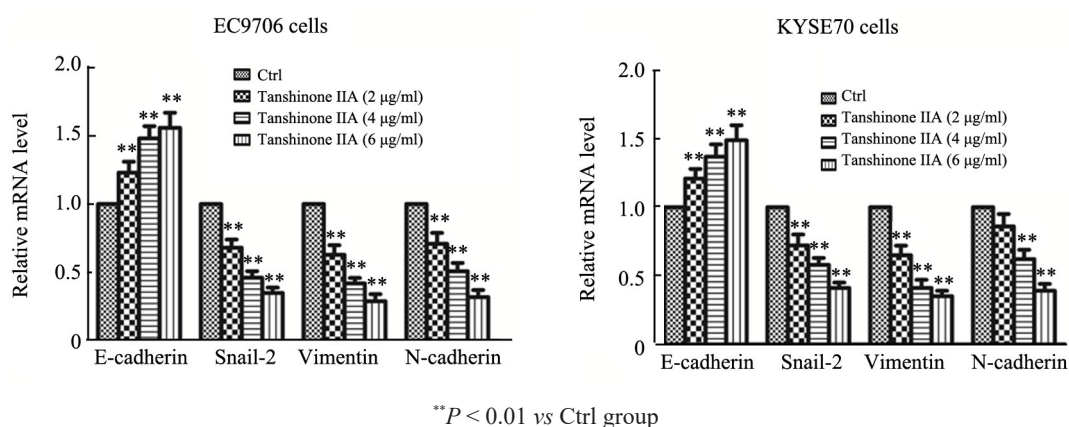 EC9706 cells
Relative mRNA level
2.0
1.5
1.0
0.5
0
Ctrl
Tanshinone IIA (2 μg/ml)
Tanshinone IIA (4 μg/ml)
Tanshinone IIA (6 μg/ml)
** ** **
** ** **
** ** **
** ** **
E-cadherin Snail-2 Vimentin N-cadherin
KYSE70 cells
Relative mRNA level
2.0
1.5
1.0
0.5
0
Ctrl
Tanshinone IIA (2 μg/ml)
Tanshinone IIA (4 μg/ml)
Tanshinone IIA (6 μg/ml)
** ** **
** ** **
** ** **
** **
E-cadherin Snail-2 Vimentin N-cadherin
**P < 0.01 vs Ctrl group